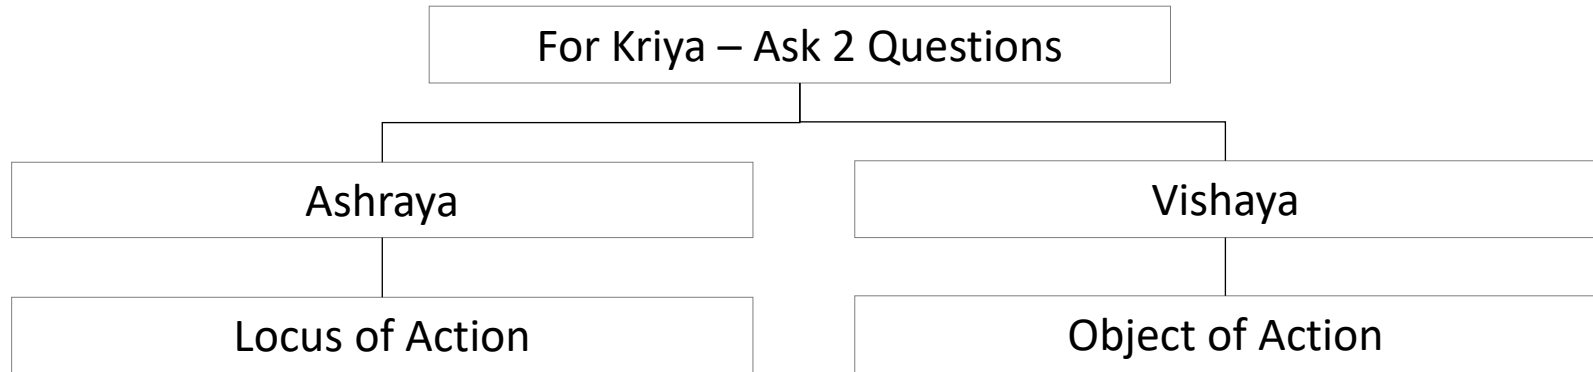 For Kriya – Ask 2 Questions
Ashraya
Vishaya
Locus of Action
Object of Action